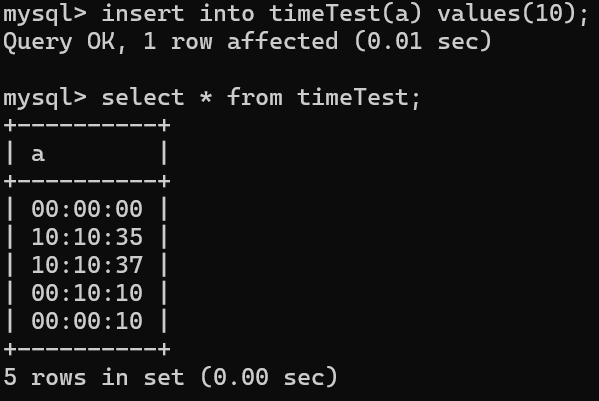 mysql> insert into timeTest(a) values(10);
Query OK, 1 row affected (0.01 sec)
mysql> select * from timeTest;
+----------+
| a        |
+----------+
| 00:00:00 |
| 10:10:35 |
| 10:10:37 |
| 00:10:10 |
| 00:00:10 |
+----------+
5 rows in set (0.00 sec)